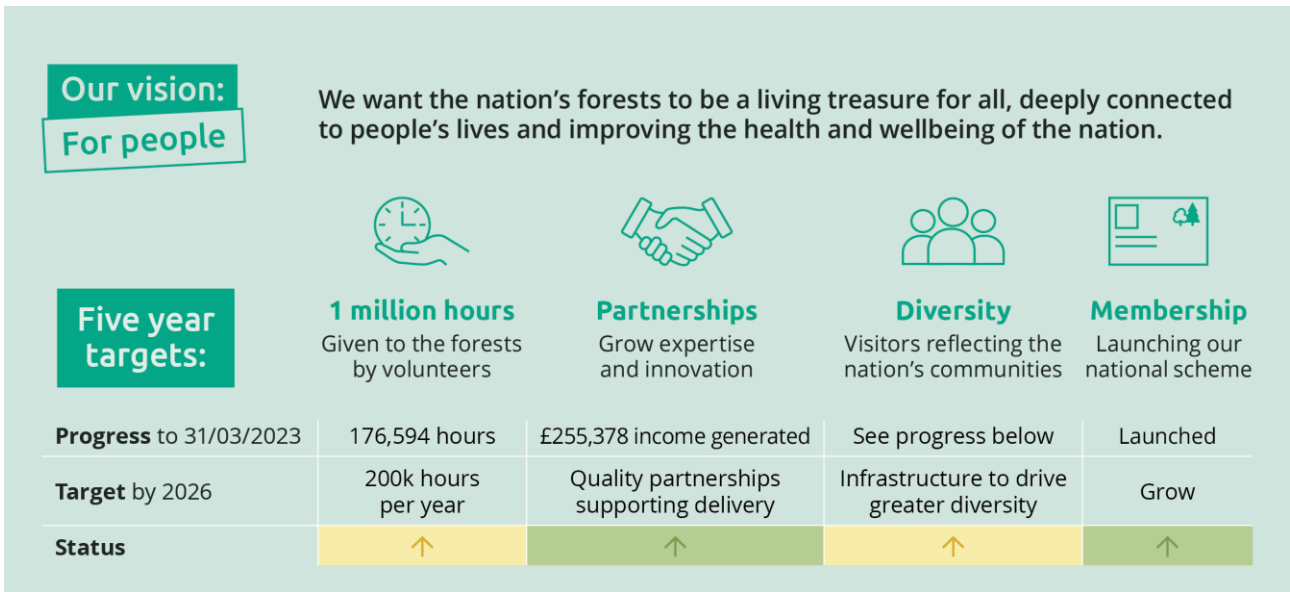 Our vision:
For people
We want the nation’s forests to be a living treasure for all, deeply connected
to people’s lives and improving the health and wellbeing of the nation.
Five year
targets:
1 million hours
Given to the forests
by volunteers
Partnerships
Grow expertise
and innovation
Diversity
Visitors reflecting the
nation’s communities
Membership
Launching our
national scheme
Progress to 31/03/2023
176,594 hours
£255,378 income generated
See progress below
Launched
Target by 2026
200k hours
per year
Quality partnerships
supporting delivery
Infrastructure to drive
greater diversity
Grow
Status
↑
↑
↑
↑